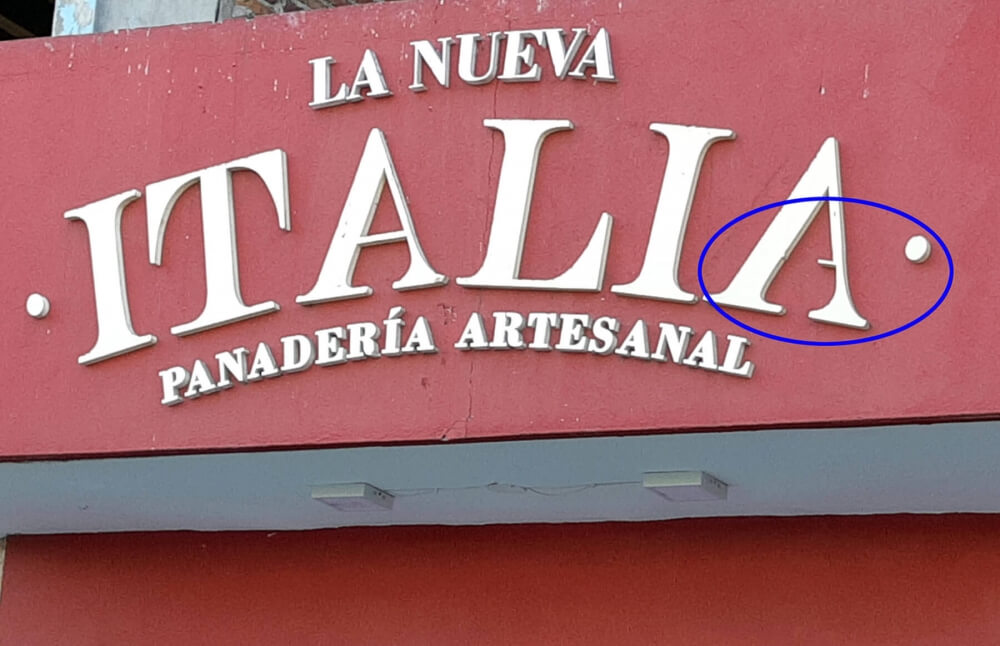 LA NUEVA
· ITALIA ·
PANADERÍA ARTESANAL